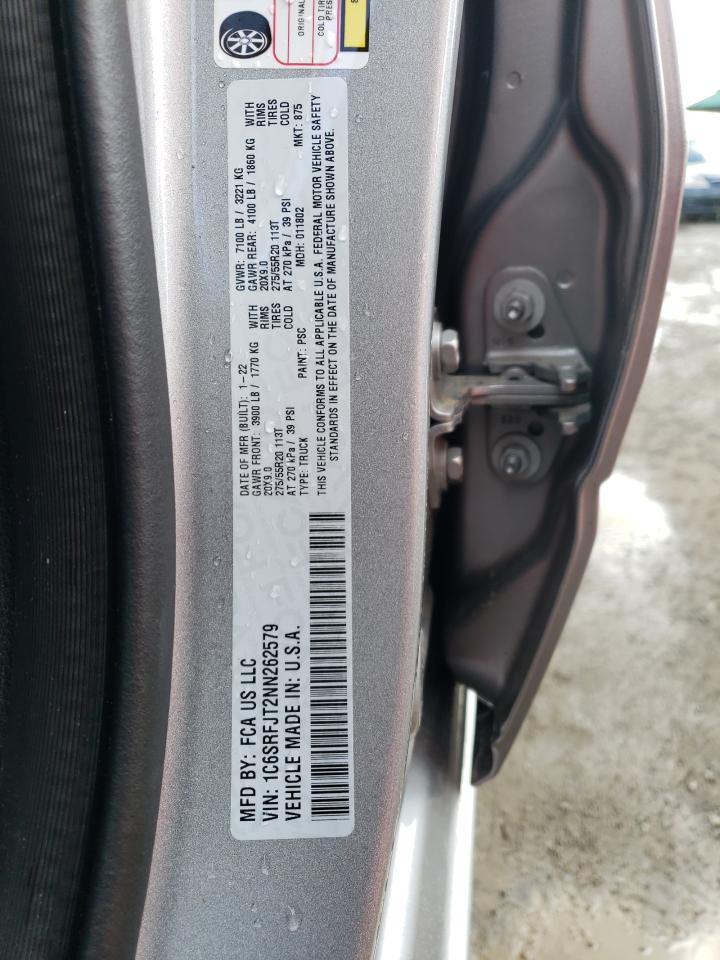 ORIGINAL
COLD TIRE
PRES
MFD BY: FCA US LLC
VIN: 1C6SRFJT2NN262579
VEHICLE MADE IN: U.S.A.
DATE OF MFR (BUILT): 1-22
GAWR FRONT: 3900 LB / 1770 KG WITH
20X9.0 RIMS
275/55R20 113T TIRES
AT 270 kPa / 39 PSI COLD
TYPE: TRUCK PAINT: PSC
GVWR: 7100 LB / 3221 KG
GAWR REAR: 4100 LB / 1860 KG WITH
20X9.0 RIMS
275/55R20 113T TIRES
AT 270 kPa / 39 PSI COLD
MDH: 011802 MKT: 875
THIS VEHICLE CONFORMS TO ALL APPLICABLE U.S.A. FEDERAL MOTOR VEHICLE SAFETY
STANDARDS IN EFFECT ON THE DATE OF MANUFACTURE SHOWN ABOVE.